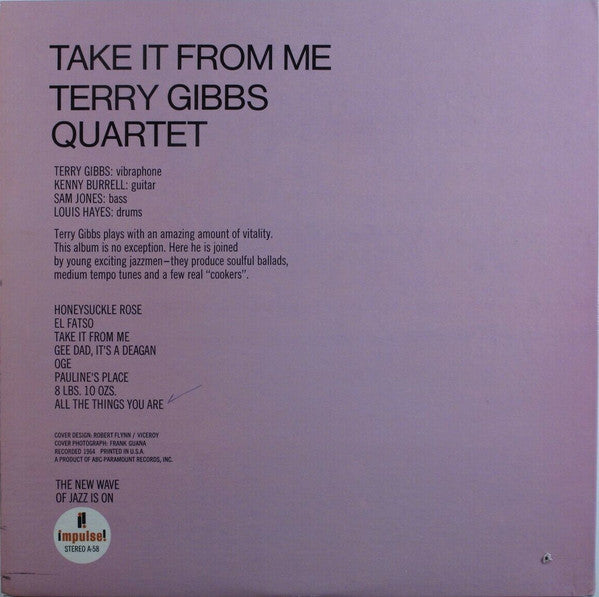 TAKE IT FROM ME
TERRY GIBBS
QUARTET
TERRY GIBBS: vibraphone
KENNY BURRELL: guitar
SAM JONES: bass
LOUIS HAYES: drums
Terry Gibbs plays with an amazing amount of vitality.
This album is no exception. Here he is joined
by young exciting jazzmen–they produce soulful ballads,
medium tempo tunes and a few real “cookers”.
HONEYSUCKLE ROSE
EL FATSO
TAKE IT FROM ME
GEE DAD, IT'S A DEAGAN
OGE
PAULINE'S PLACE
8 LBS. 10 OZS.
ALL THE THINGS YOU ARE
COVER DESIGN: ROBERT FLYNN / VICEROY
COVER PHOTOGRAPH: FRANK GUANA
RECORDED 1964 PRINTED IN U.S.A.
A PRODUCT OF ABC-PARAMOUNT RECORDS, INC.
THE NEW WAVE
OF JAZZ IS ON
i!
impulse!
STEREO A-58